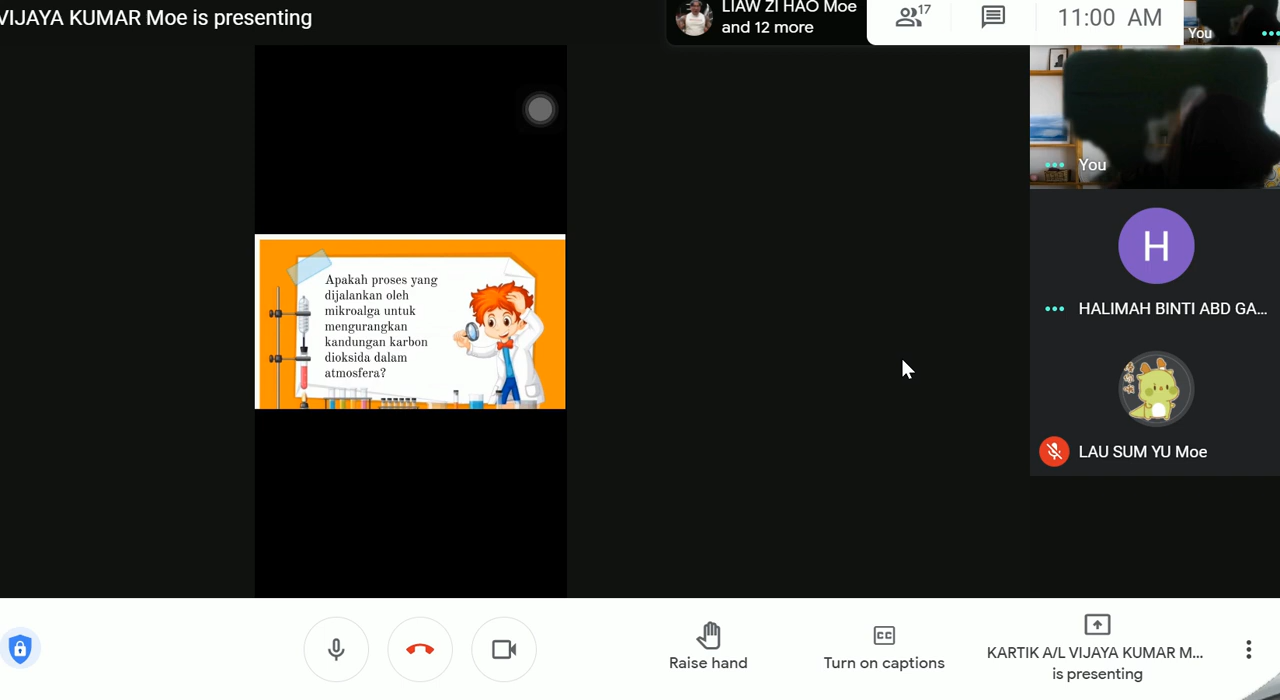 VIJAYA KUMAR Moe is presenting
LIAW ZI HAO Moe
and 12 more
17
11:00 AM
You
You
Apakah proses yang
dijalankan oleh
mikroalga untuk
mengurangkan
kandungan karbon
dioksida dalam
atmosfera?
H
HALIMAH BINTI ABD GA...
LAU SUM YU Moe
Raise hand
Turn on captions
KARTIK A/L VIJAYA KUMAR M...
is presenting